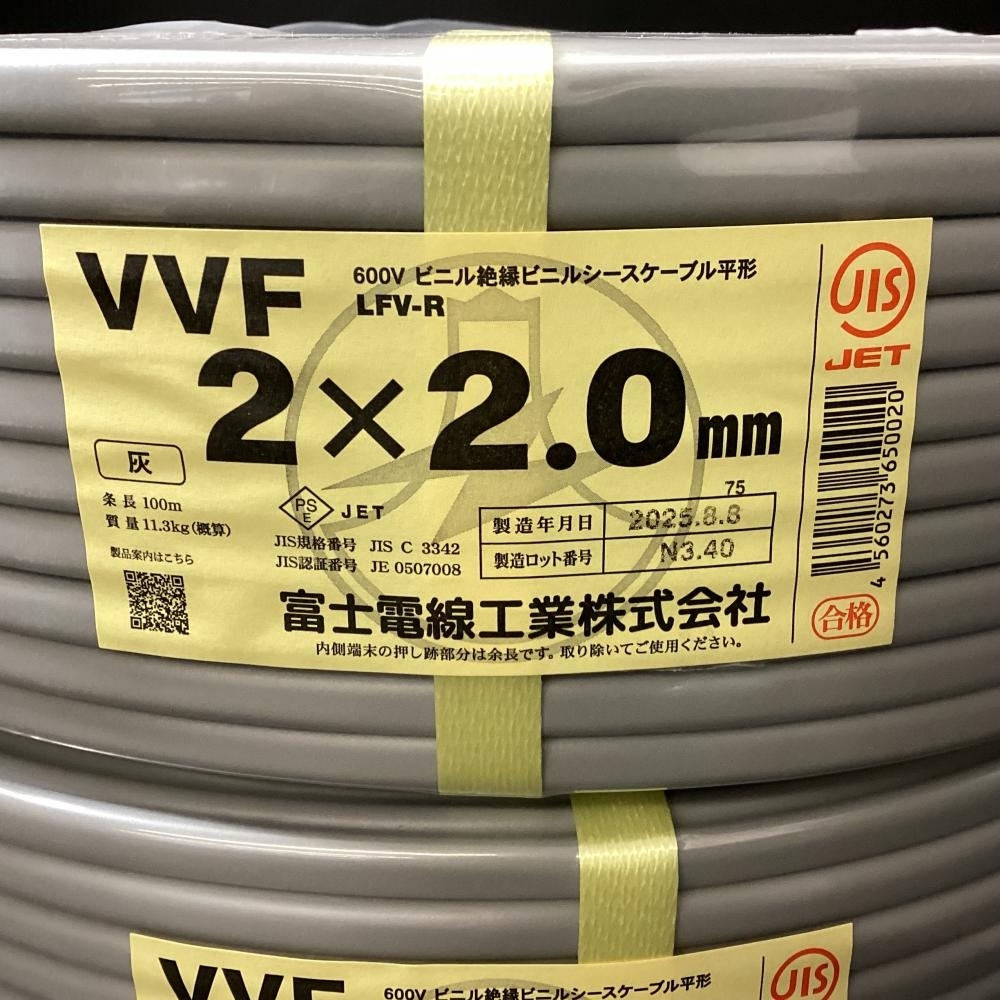 VVF
600V ビニル絶縁ビニルシースケーブル平形
LFV-R
2×2.0mm
灰
条長 100m
質量 11.3kg(概算)
製品案内はこちら
PS
E
JET
JIS規格番号 JIS C 3342
JIS認証番号 JE 0507008
75
製造年月日 2025.8.8
製造ロット番号 N3.40
富士電線工業株式会社
内側端末の押し跡部分は余長です。取り除いてご使用ください。
JIS
JET
4 560273 650020
合格
VVF
600V ビニル絶縁ビニルシースケーブル平形
JIS